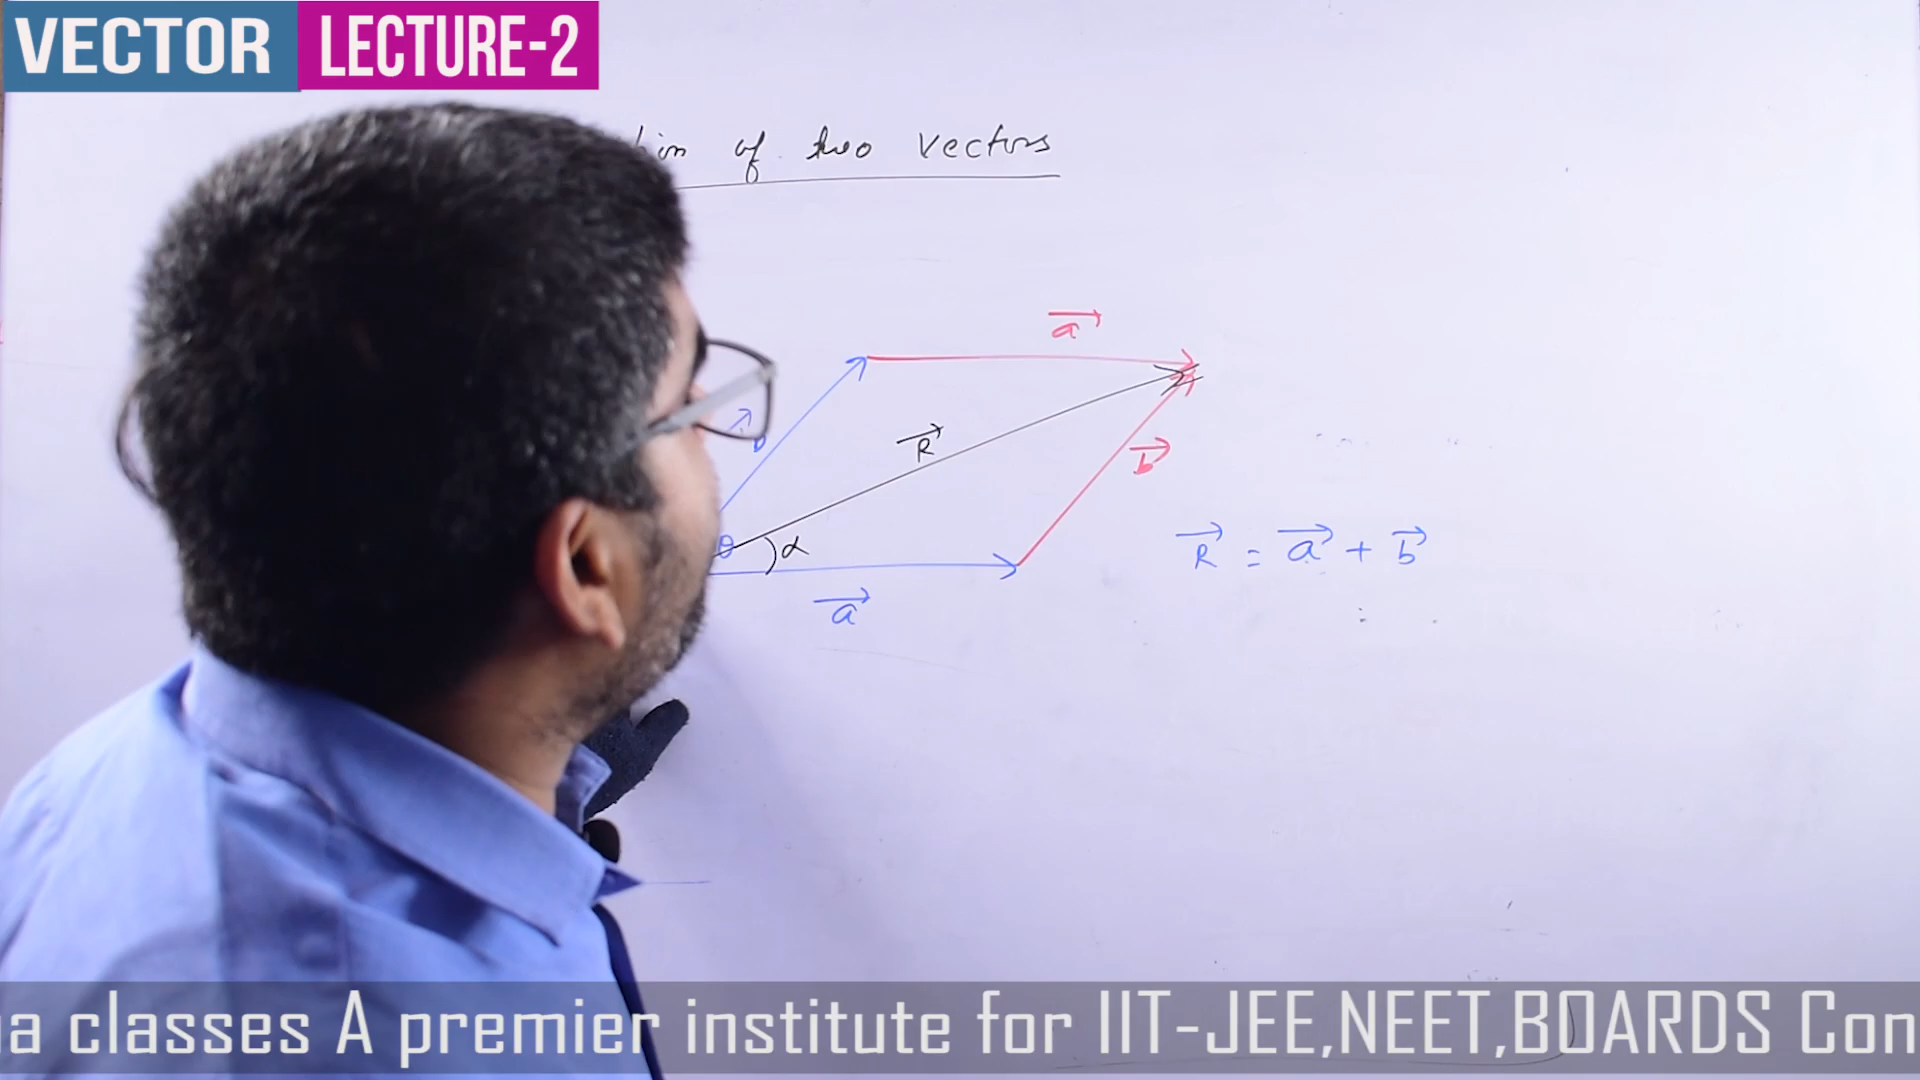 VECTOR LECTURE-2
of two Vectors
a
b
R
b
θ α
R = a + b
a
a classes A premier institute for IIT-JEE,NEET,BOARDS Con